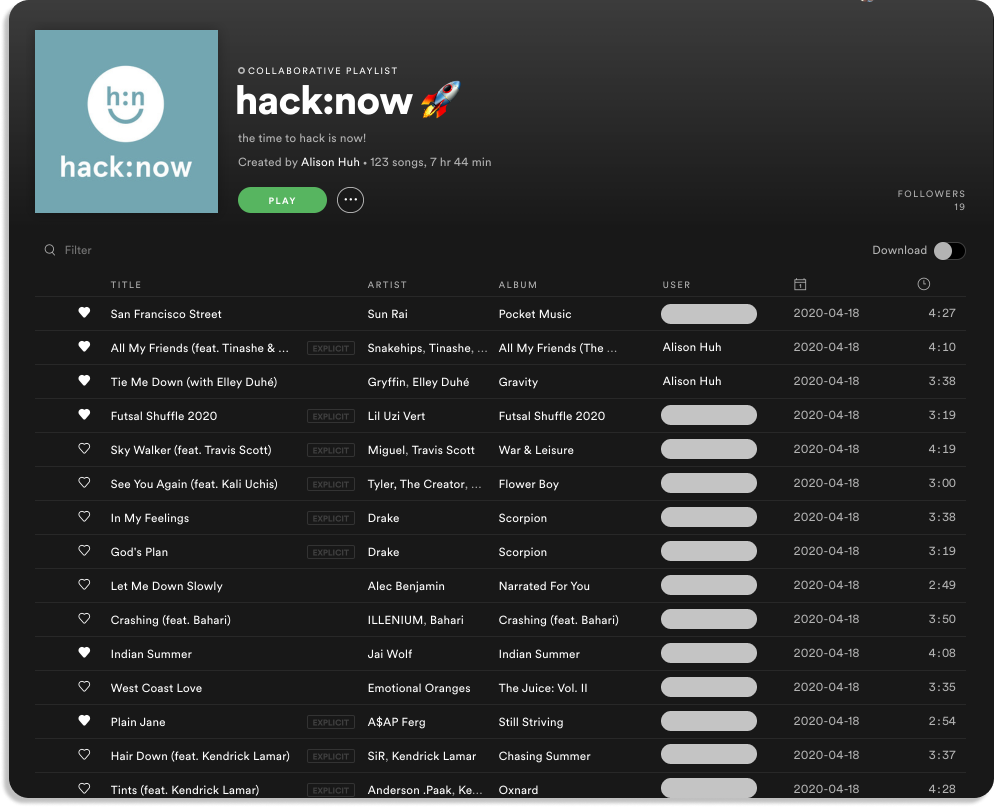 h:n
hack:now
COLLABORATIVE PLAYLIST
hack:now 🚀
the time to hack is now!
Created by Alison Huh • 123 songs, 7 hr 44 min
PLAY
FOLLOWERS
19
Filter
Download
TITLE ARTIST ALBUM USER
San Francisco Street Sun Rai Pocket Music 2020-04-18 4:27
All My Friends (feat. Tinashe & ... EXPLICIT Snakehips, Tinashe, ... All My Friends (The ... Alison Huh 2020-04-18 4:10
Tie Me Down (with Elley Duhé) Gryffin, Elley Duhé Gravity Alison Huh 2020-04-18 3:38
Futsal Shuffle 2020 EXPLICIT Lil Uzi Vert Futsal Shuffle 2020 2020-04-18 3:19
Sky Walker (feat. Travis Scott) EXPLICIT Miguel, Travis Scott War & Leisure 2020-04-18 4:19
See You Again (feat. Kali Uchis) EXPLICIT Tyler, The Creator, ... Flower Boy 2020-04-18 3:00
In My Feelings EXPLICIT Drake Scorpion 2020-04-18 3:38
God's Plan EXPLICIT Drake Scorpion 2020-04-18 3:19
Let Me Down Slowly Alec Benjamin Narrated For You 2020-04-18 2:49
Crashing (feat. Bahari) ILLENIUM, Bahari Crashing (feat. Bahari) 2020-04-18 3:50
Indian Summer Jai Wolf Indian Summer 2020-04-18 4:08
West Coast Love Emotional Oranges The Juice: Vol. II 2020-04-18 3:35
Plain Jane EXPLICIT A$AP Ferg Still Striving 2020-04-18 2:54
Hair Down (feat. Kendrick Lamar) EXPLICIT SiR, Kendrick Lamar Chasing Summer 2020-04-18 3:37
Tints (feat. Kendrick Lamar) EXPLICIT Anderson .Paak, Ke... Oxnard 2020-04-18 4:28